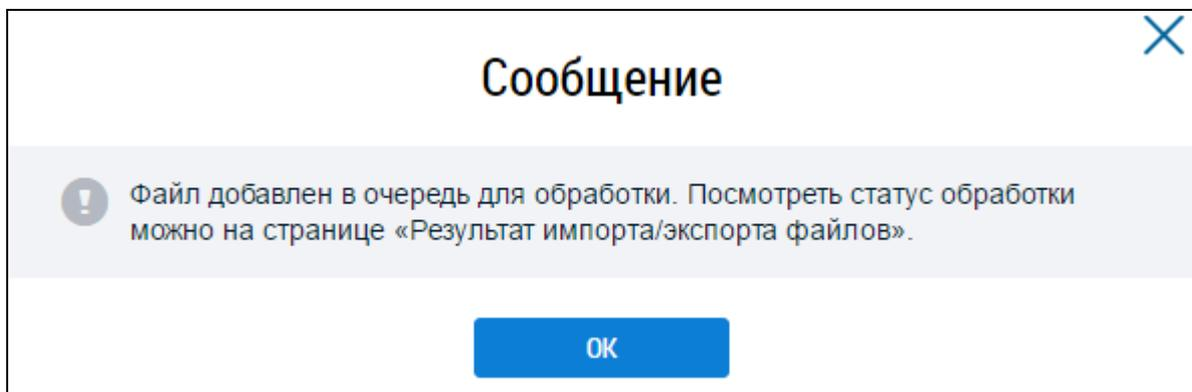 Сообщение
Файл добавлен в очередь для обработки. Посмотреть статус обработки
можно на странице «Результат импорта/экспорта файлов».
ОК